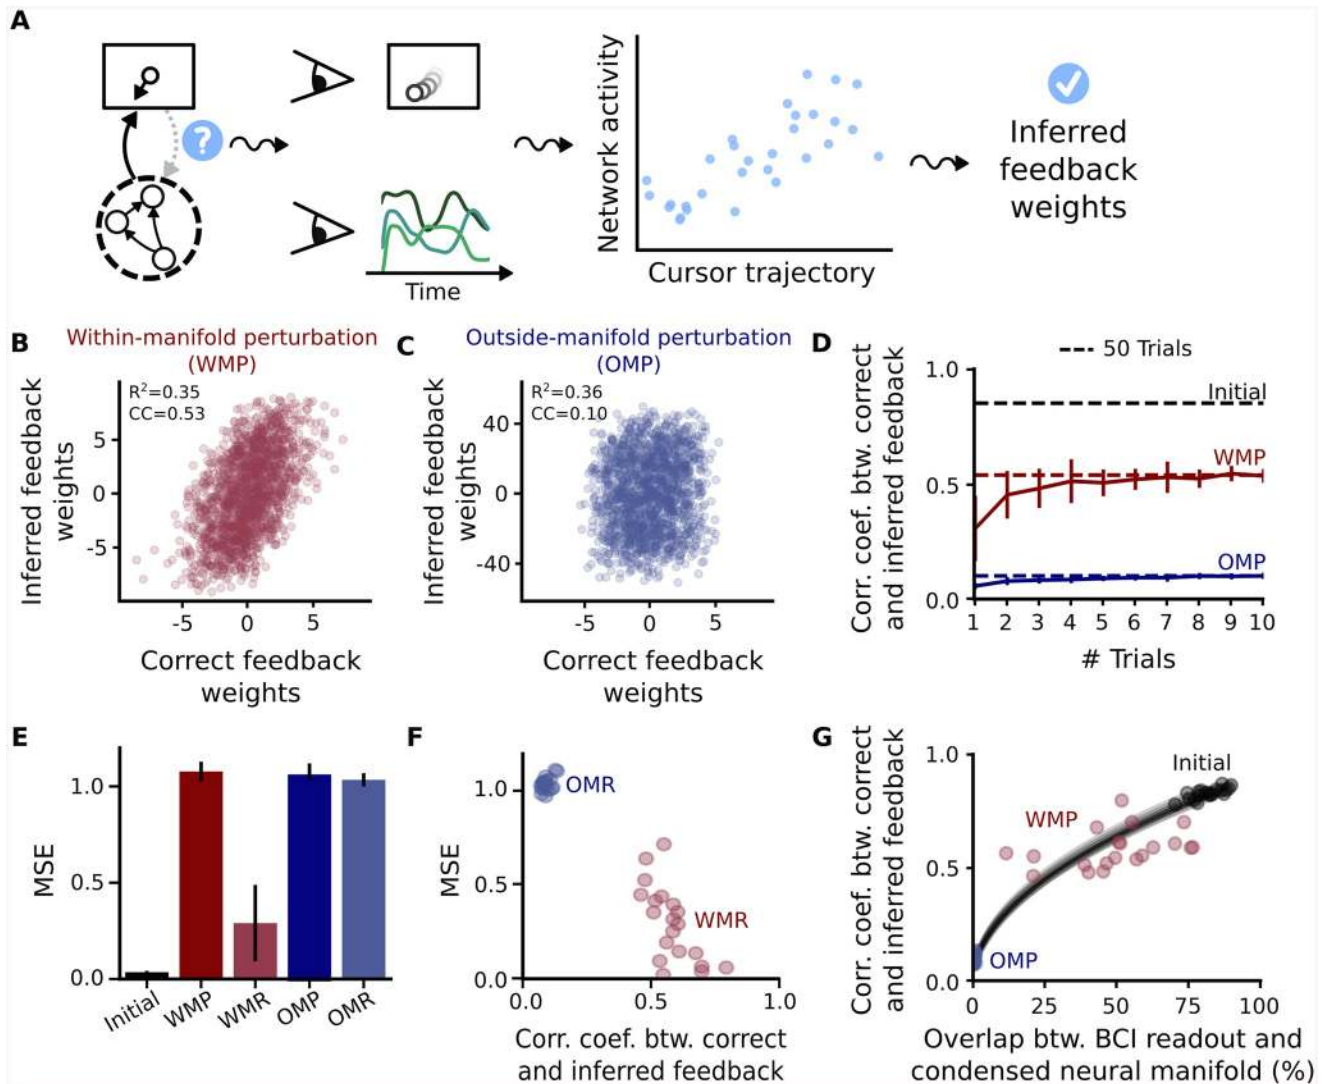 A
?
Time
Network activity
Cursor trajectory
Inferred
feedback
weights
B
Within-manifold perturbation
(WMP)
R²=0.35
CC=0.53
Inferred feedback
weights
5
0
-5
-5
0
5
Correct feedback
weights
C
Outside-manifold perturbation
(OMP)
R²=0.36
CC=0.10
Inferred feedback
weights
40
0
-40
-5
0
5
Correct feedback
weights
D
50 Trials
Corr. coef. btw. correct
and inferred feedback
1.0
0.5
0.0
Initial
WMP
OMP
1 2 3 4 5 6 7 8 9 10
# Trials
E
MSE
1.0
0.5
0.0
Initial
WMP
WMR
OMP
OMR
F
MSE
1.0
0.5
0.0
OMR
WMR
0.0
0.5
1.0
Corr. coef. btw. correct
and inferred feedback
G
Corr. coef. btw. correct
and inferred feedback
1.0
0.5
0.0
Initial
WMP
OMP
0 25 50 75 100
Overlap btw. BCI readout and
condensed neural manifold (%)